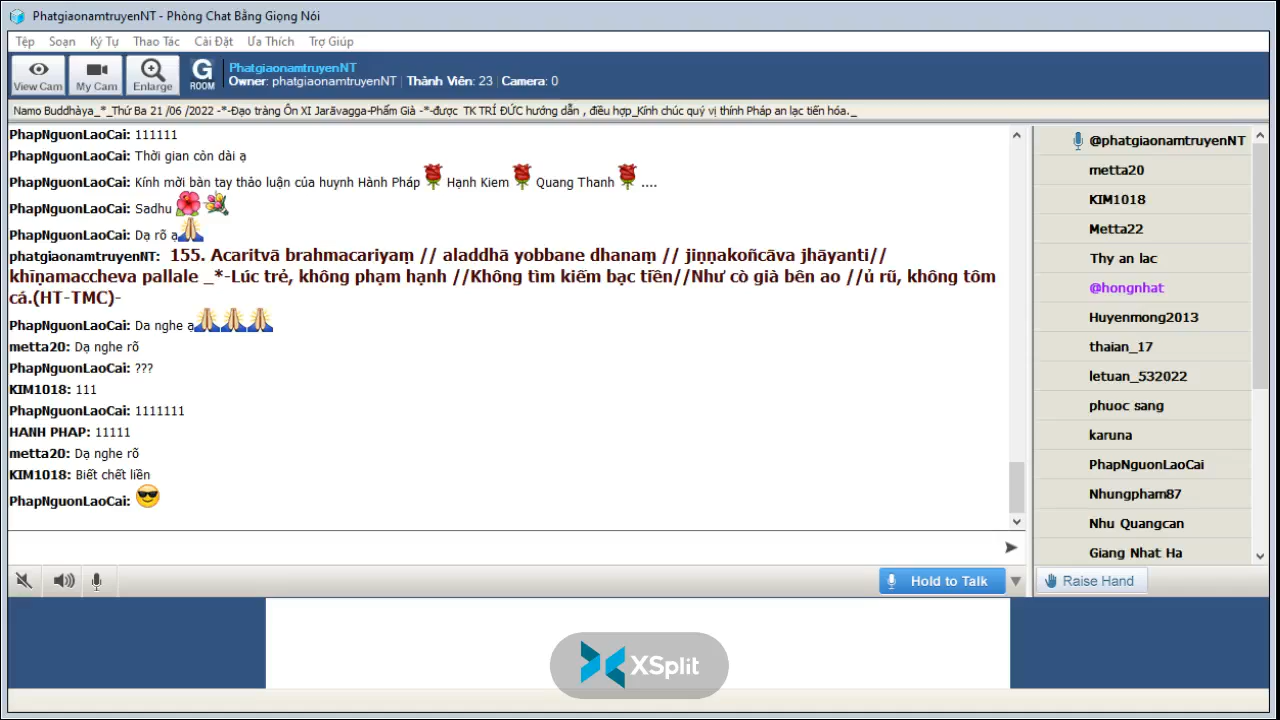 PhatgiaonamtruyenNT - Phòng Chat Bằng Giọng Nói
Tệp Soạn Ký Tự Thao Tác Cài Đặt Ưa Thích Trợ Giúp
View Cam My Cam Enlarge G ROOM
PhatgiaonamtruyenNT
Owner: phatgiaonamtruyenNT | Thành Viên: 23 | Camera: 0
Namo Buddhàya_*_Thứ Ba 21 /06 /2022 -*-Đạo tràng Ôn XI Jarāvagga-Phẩm Già -*-được TK TRÍ ĐỨC hướng dẫn , điều hợp_Kính chúc quý vị thính Pháp an lạc tiến hóa._
PhapNguonLaoCai: 111111
PhapNguonLaoCai: Thời gian còn dài ạ
PhapNguonLaoCai: Kính mời bàn tay thảo luận của huynh Hành Pháp Hạnh Kiem Quang Thanh ....
PhapNguonLaoCai: Sadhu
PhapNguonLaoCai: Dạ rõ ạ
phatgiaonamtruyenNT: 155. Acaritvā brahmacariyaṃ // aladdhā yobbane dhanaṃ // jiṇṇakoñcāva jhāyanti//
khīṇamaccheva pallale _*-Lúc trẻ, không phạm hạnh //Không tìm kiếm bạc tiền//Như cò già bên ao //ủ rũ, không tôm
cá.(HT-TMC)-
PhapNguonLaoCai: Da nghe ạ
metta20: Dạ nghe rõ
PhapNguonLaoCai: ???
KIM1018: 111
PhapNguonLaoCai: 1111111
HANH PHAP: 11111
metta20: Dạ nghe rõ
KIM1018: Biết chết liền
PhapNguonLaoCai:
@phatgiaonamtruyenNT
metta20
KIM1018
Metta22
Thy an lac
@hongnhat
Huyenmong2013
thaian_17
letuan_532022
phuoc sang
karuna
PhapNguonLaoCai
Nhungpham87
Nhu Quangcan
Giang Nhat Ha
Hold to Talk
Raise Hand
XSplit